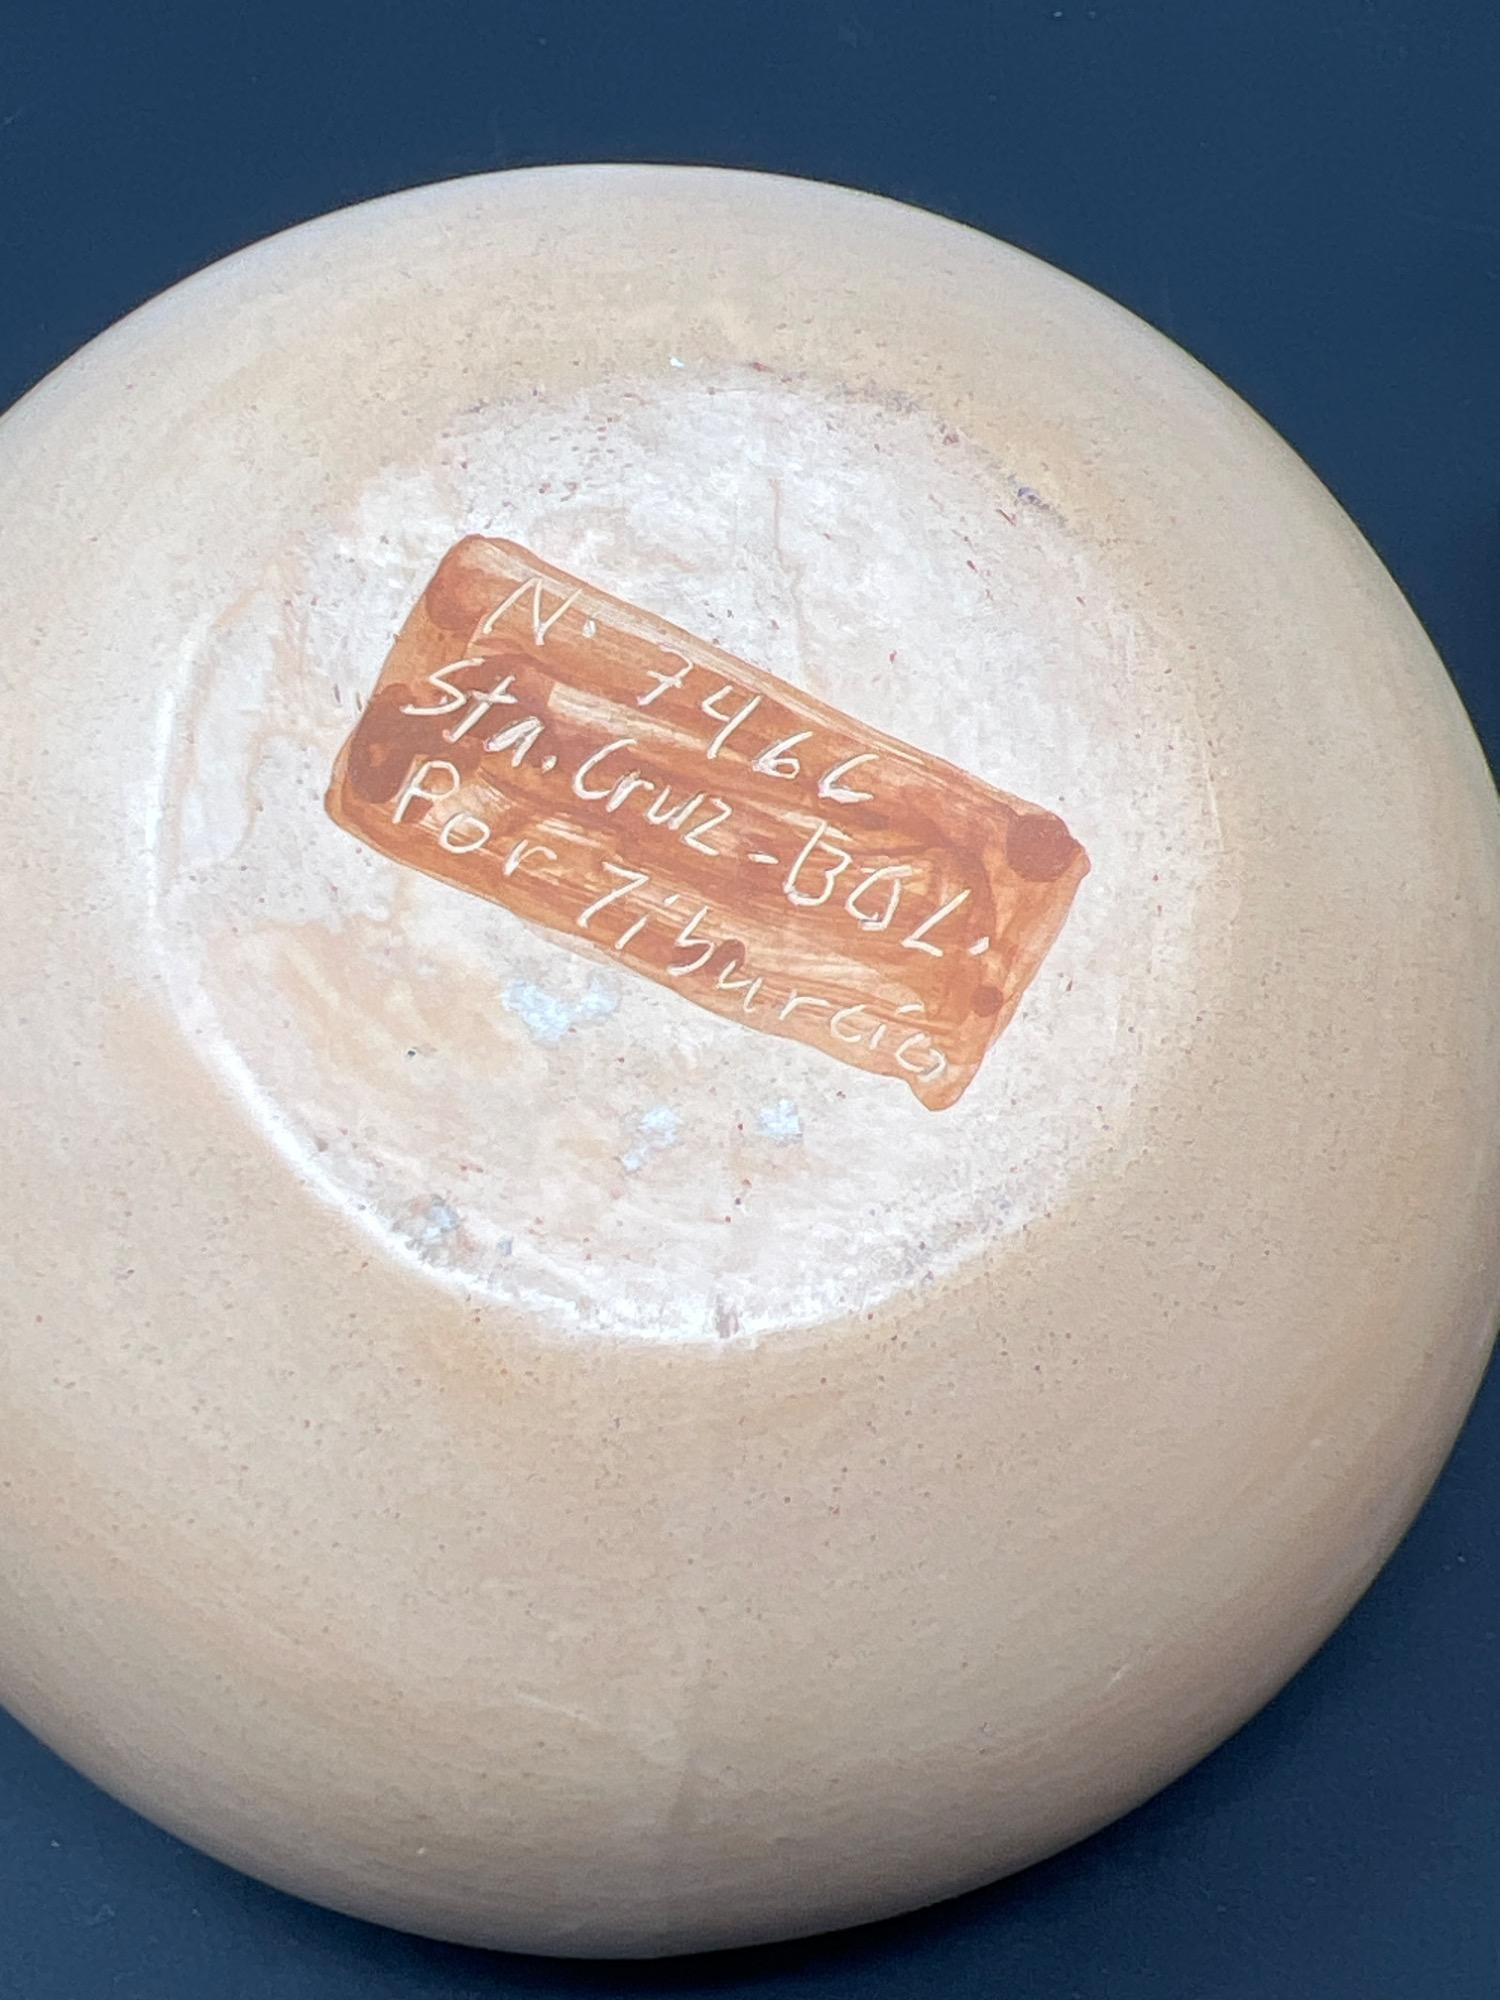 N. 7466
Sta. Cruz - BOL.
Por Tiburcio